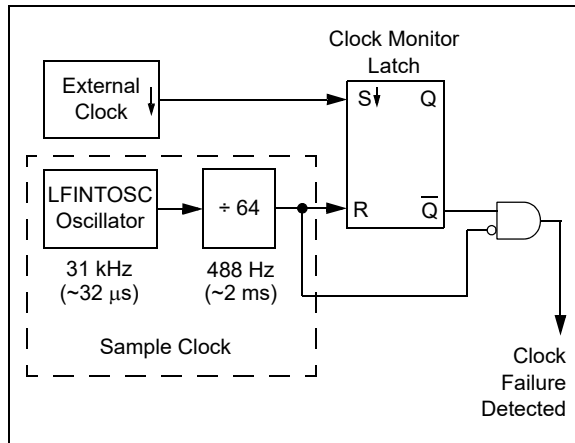 Clock Monitor
Latch
External
Clock
S
Q
LFINTOSC
Oscillator
÷ 64
R
Q̅
31 kHz
(~32 μs)
488 Hz
(~2 ms)
Sample Clock
Clock
Failure
Detected